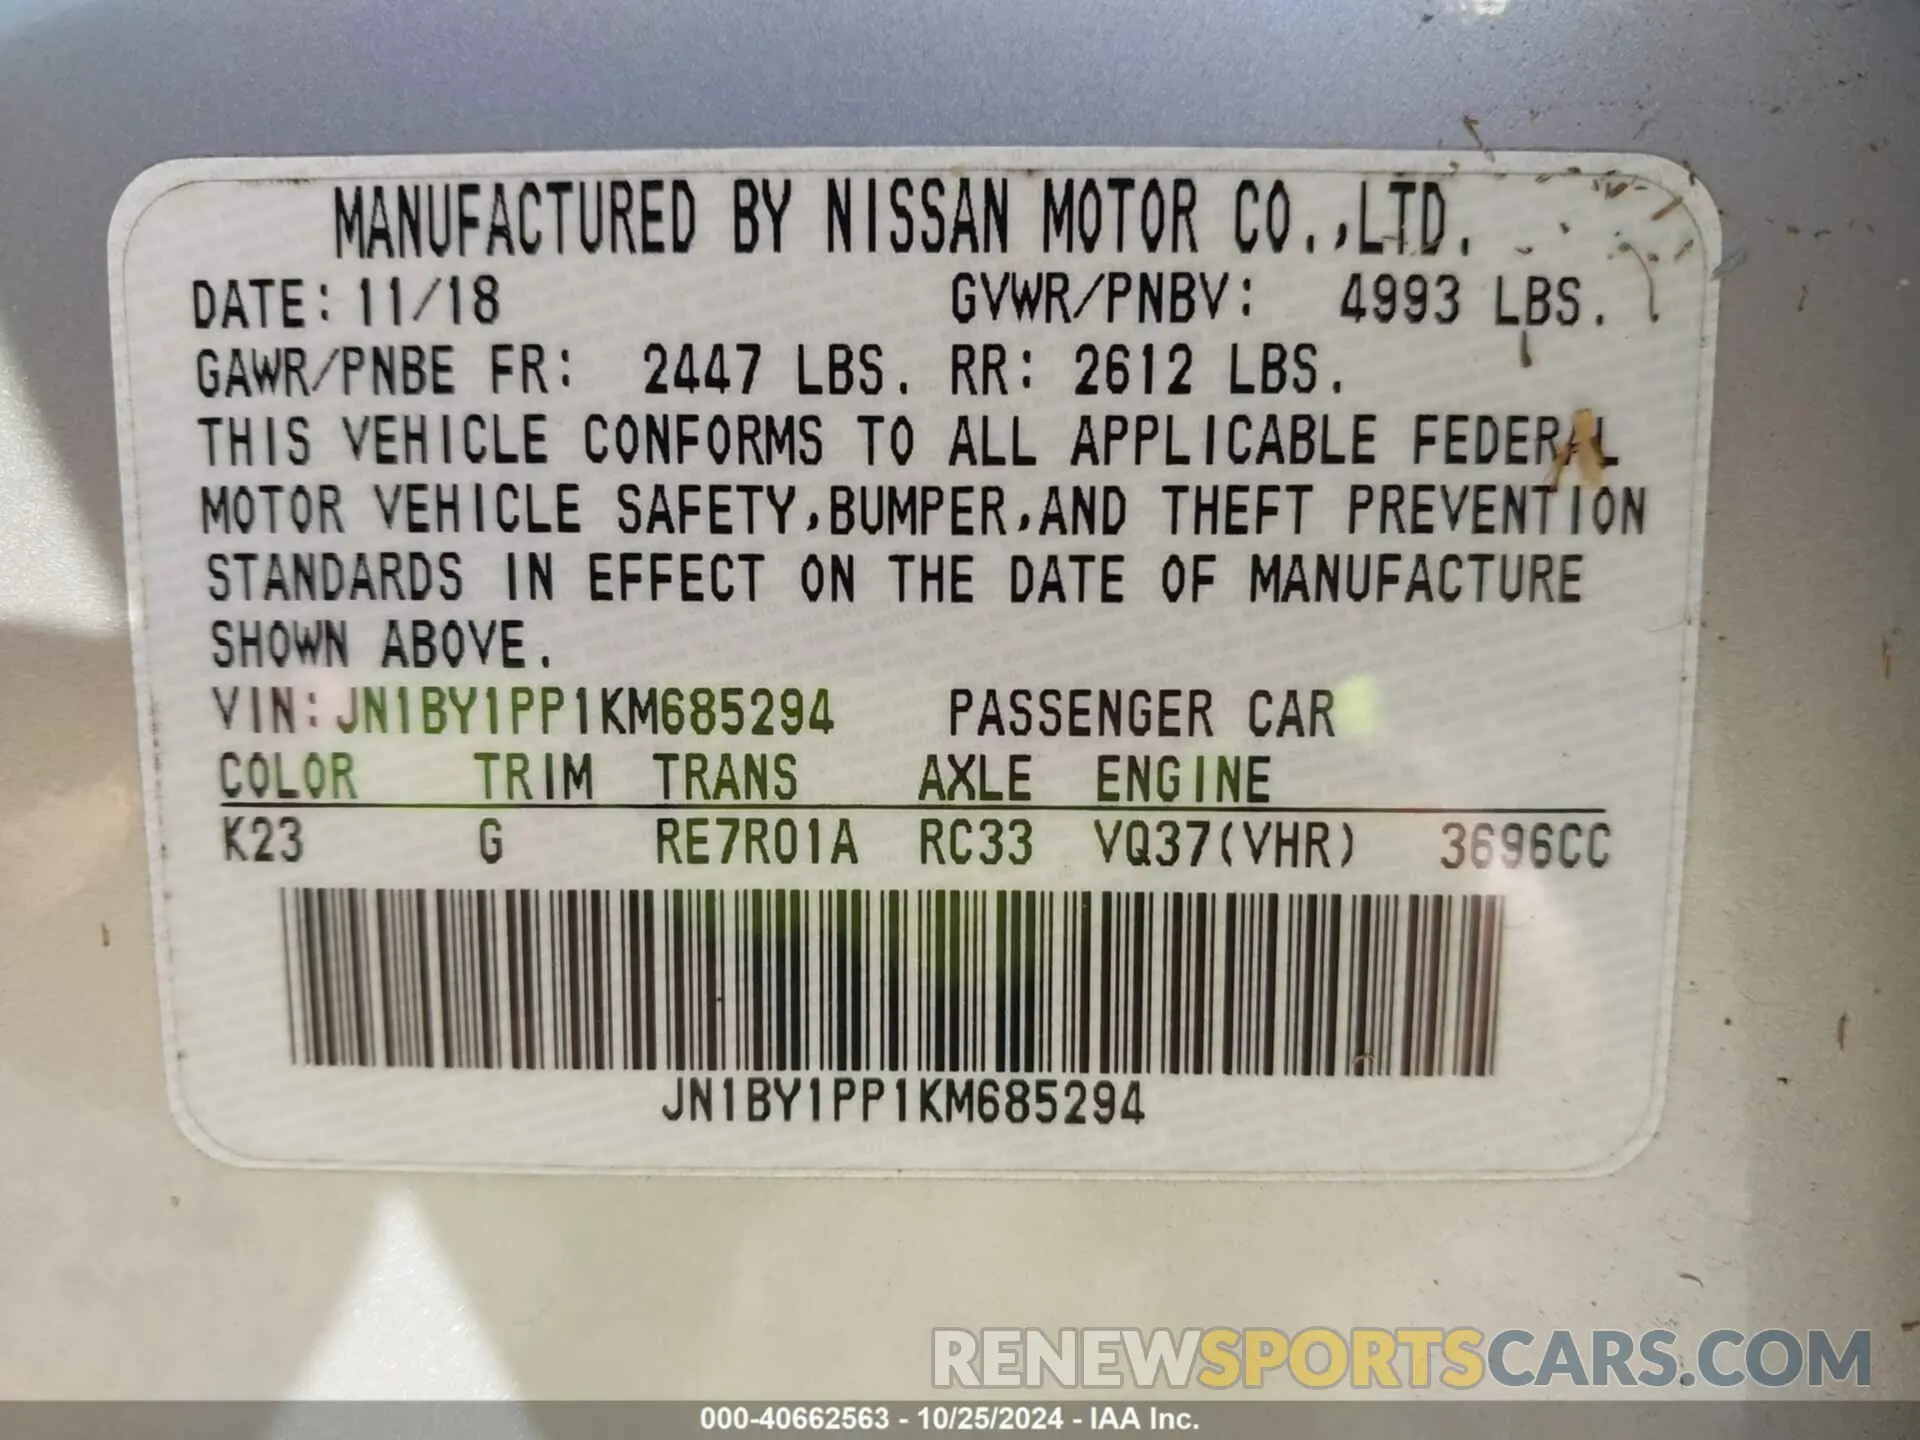 MANUFACTURED BY NISSAN MOTOR CO.,LTD.
DATE: 11/18 GVWR/PNBV: 4993 LBS.
GAWR/PNBE FR: 2447 LBS. RR: 2612 LBS.
THIS VEHICLE CONFORMS TO ALL APPLICABLE FEDERAL
MOTOR VEHICLE SAFETY,BUMPER,AND THEFT PREVENTION
STANDARDS IN EFFECT ON THE DATE OF MANUFACTURE
SHOWN ABOVE.
VIN:JN1BY1PP1KM685294 PASSENGER CAR
COLOR TRIM TRANS AXLE ENGINE
K23 G RE7R01A RC33 VQ37(VHR) 3696CC
JN1BY1PP1KM685294
RENEWSPORTSCARS.COM
000-40662563 - 10/25/2024 - IAA Inc.